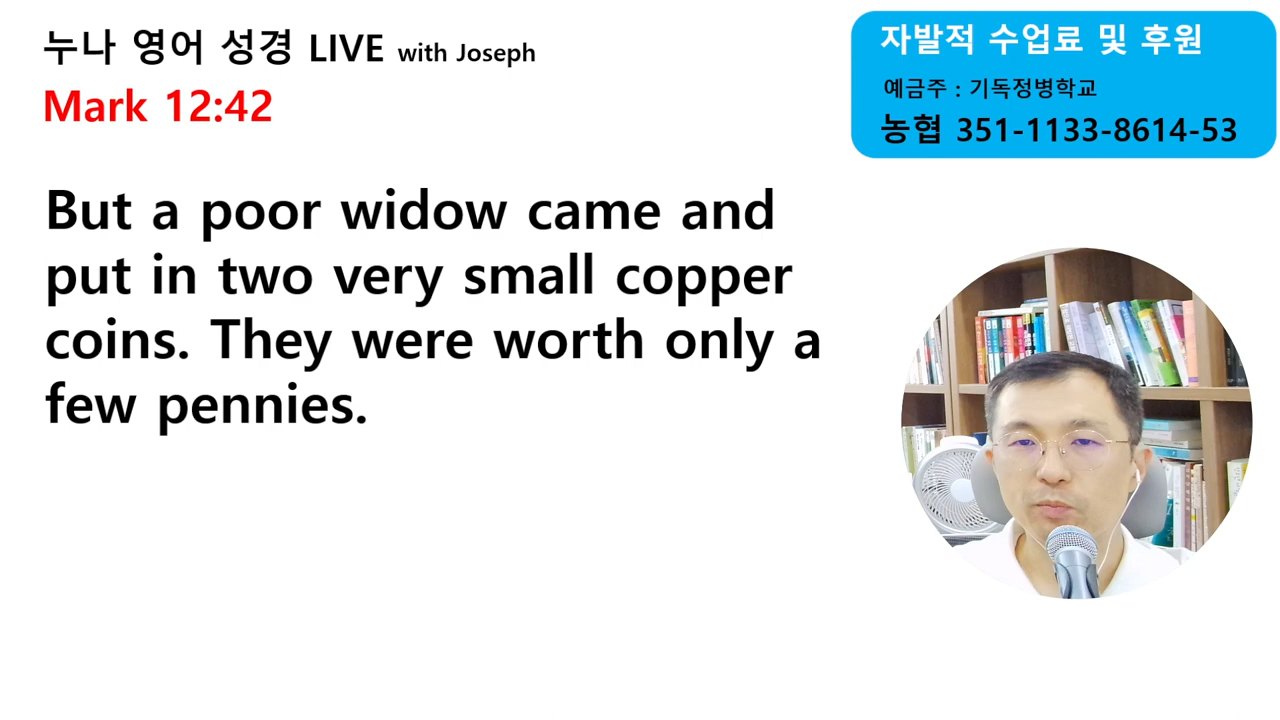 누나 영어 성경 LIVE with Joseph
Mark 12:42
자발적 수업료 및 후원
예금주 : 기독정병학교
농협 351-1133-8614-53
But a poor widow came and
put in two very small copper
coins. They were worth only a
few pennies.